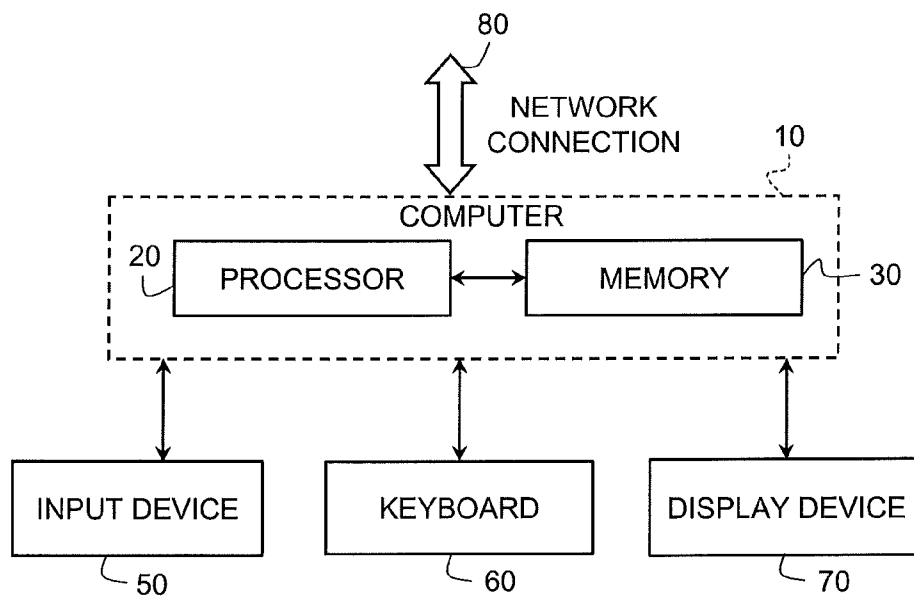 80
NETWORK
CONNECTION
10
COMPUTER
20
PROCESSOR
MEMORY
30
INPUT DEVICE
KEYBOARD
DISPLAY DEVICE
50
60
70